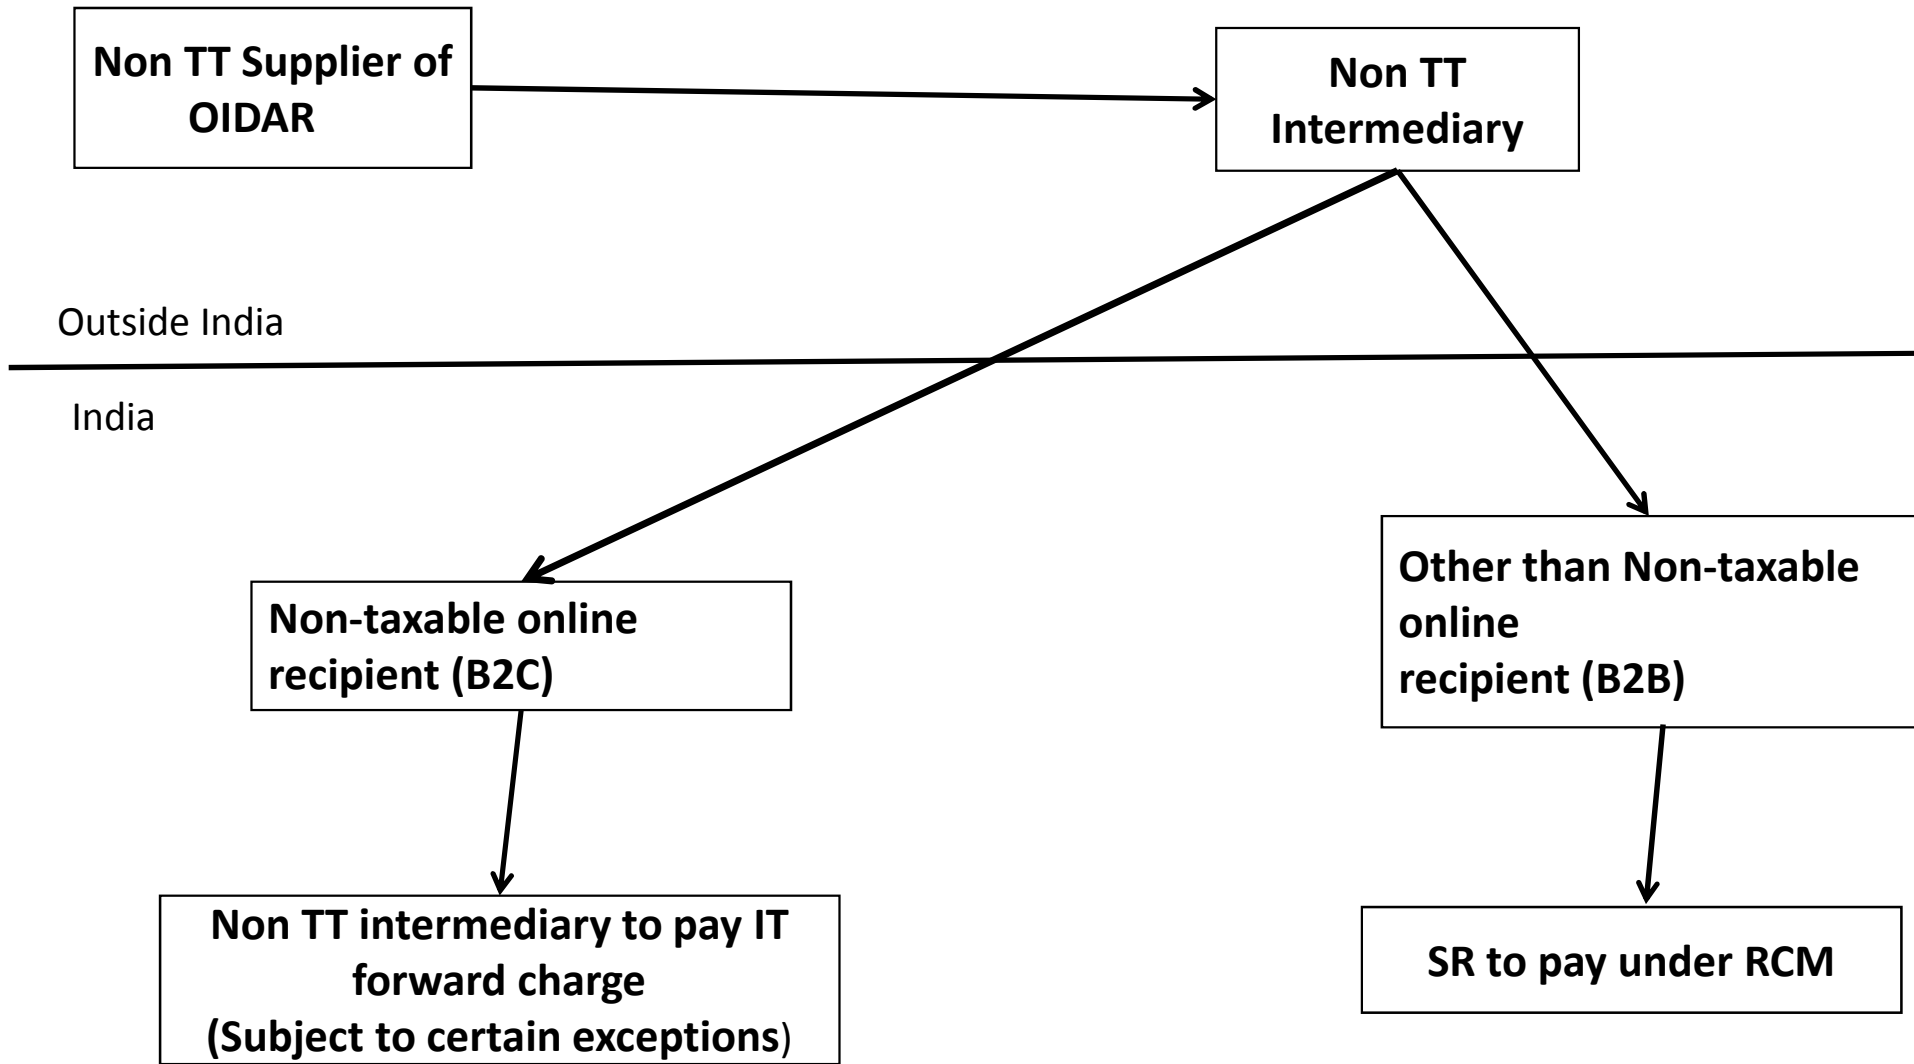 Non TT Supplier of
OIDAR
Non TT
Intermediary
Outside India
India
Non-taxable online
recipient (B2C)
Other than Non-taxable
online
recipient (B2B)
Non TT intermediary to pay IT
forward charge
(Subject to certain exceptions)
SR to pay under RCM